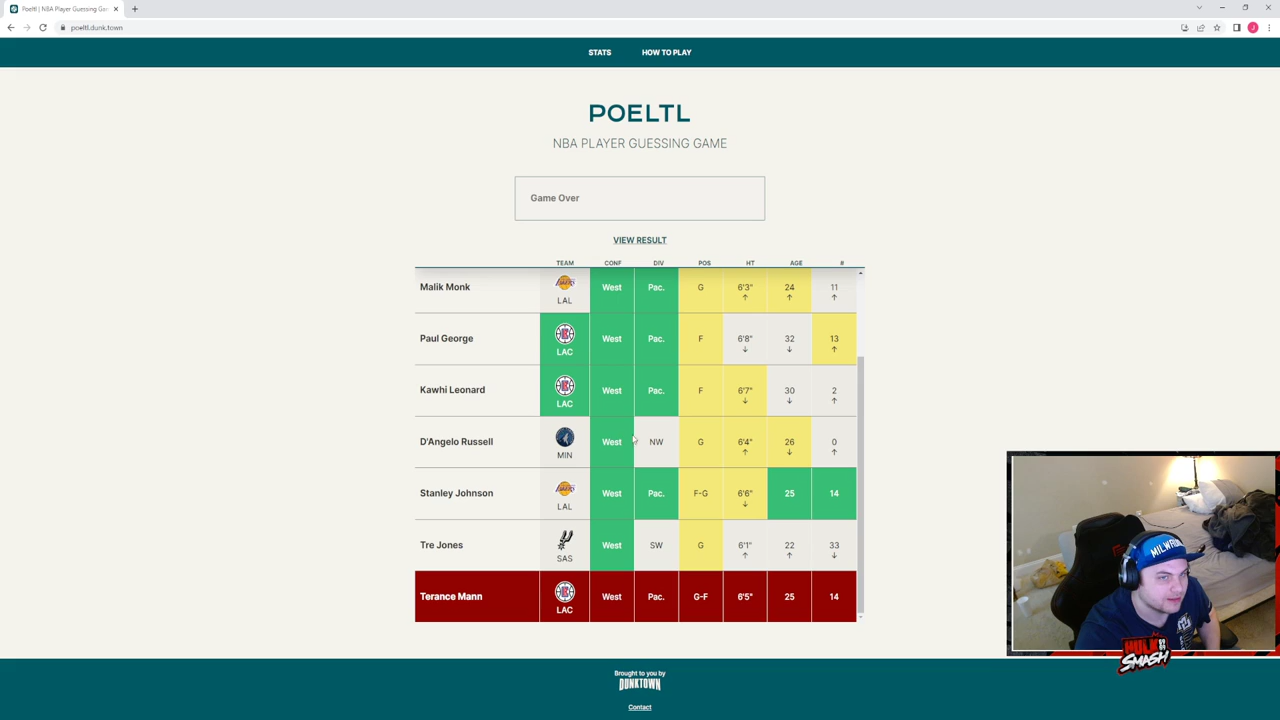 Poeltl | NBA Player Guessing Game
poeltl.dunk.town
STATS HOW TO PLAY
POELTL
NBA PLAYER GUESSING GAME
Game Over
VIEW RESULT
TEAM CONF DIV POS HT AGE #
Malik Monk LAL West Pac. G 6'3" ↑ 24 ↑ 11 ↑
Paul George LAC West Pac. F 6'8" ↓ 32 ↓ 13 ↑
Kawhi Leonard LAC West Pac. F 6'7" ↓ 30 ↓ 2 ↑
D'Angelo Russell MIN West NW G 6'4" ↑ 26 ↓ 0 ↑
Stanley Johnson LAL West Pac. F-G 6'6" ↓ 25 14
Tre Jones SAS West SW G 6'1" ↑ 22 ↑ 33 ↓
Terance Mann LAC West Pac. G-F 6'5" 25 14
Brought to you by
DUNKTOWN
Contact
J
HULK
SMASH